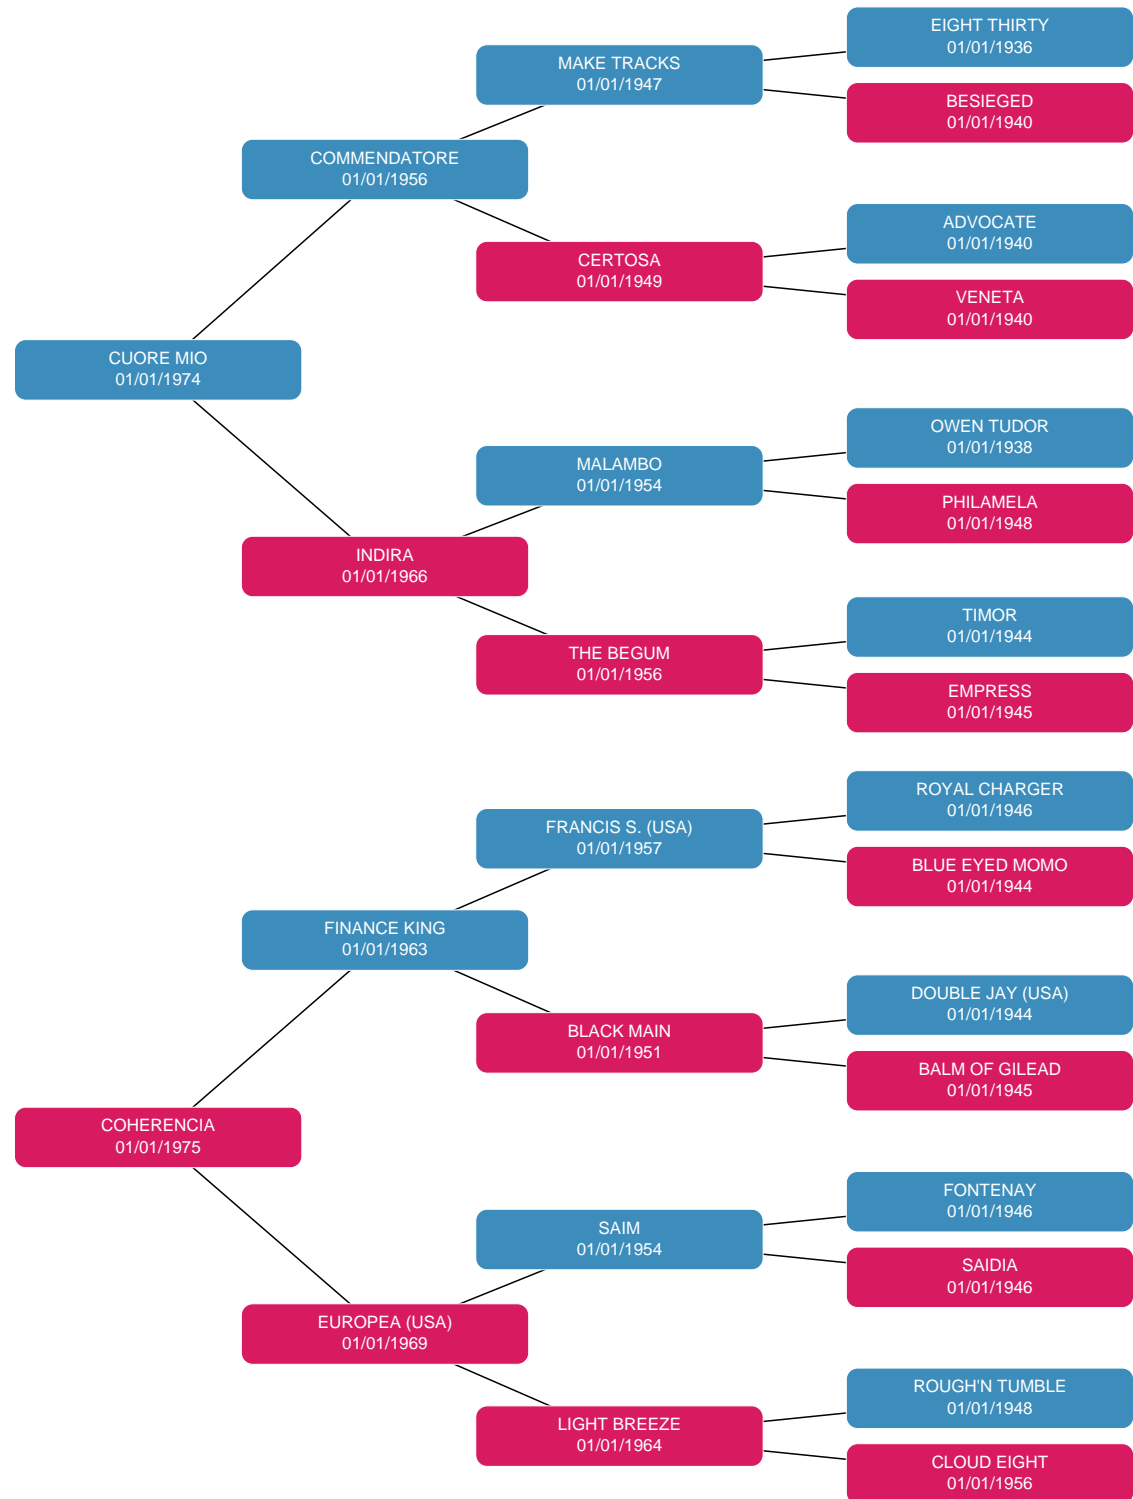 EIGHT THIRTY
01/01/1936
MAKE TRACKS
01/01/1947
BESIEGED
01/01/1940
COMMENDATORE
01/01/1956
ADVOCATE
01/01/1940
CERTOSA
01/01/1949
VENETA
01/01/1940
CUORE MIO
01/01/1974
OWEN TUDOR
01/01/1938
MALAMBO
01/01/1954
PHILAMELA
01/01/1948
INDIRA
01/01/1966
TIMOR
01/01/1944
THE BEGUM
01/01/1956
EMPRESS
01/01/1945
ROYAL CHARGER
01/01/1946
FRANCIS S. (USA)
01/01/1957
BLUE EYED MOMO
01/01/1944
FINANCE KING
01/01/1963
DOUBLE JAY (USA)
01/01/1944
BLACK MAIN
01/01/1951
BALM OF GILEAD
01/01/1945
COHERENCIA
01/01/1975
FONTENAY
01/01/1946
SAIM
01/01/1954
SAIDIA
01/01/1946
EUROPEA (USA)
01/01/1969
ROUGH'N TUMBLE
01/01/1948
LIGHT BREEZE
01/01/1964
CLOUD EIGHT
01/01/1956